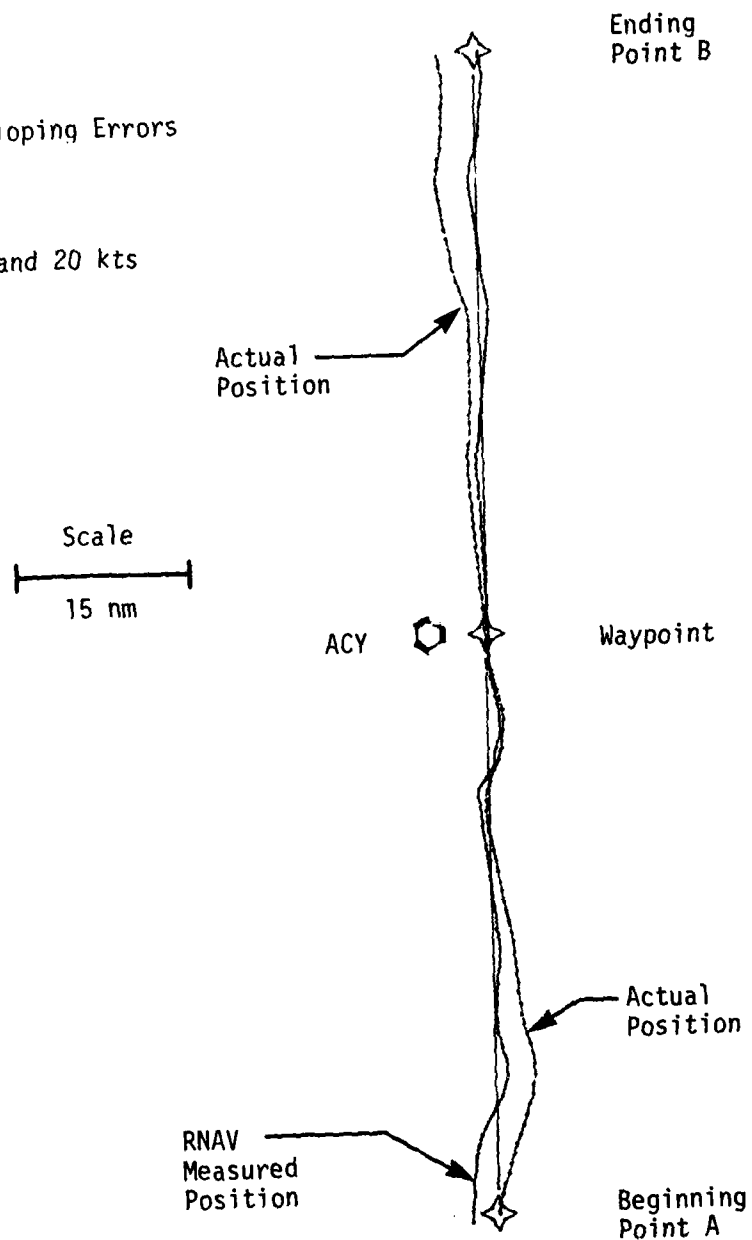 Ending
Point B
Errors
and 20 kts
Actual
Position
Scale
15 nm
ACY
Waypoint
Actual
Position
RNAV
Measured
Position
Beginning
Point A